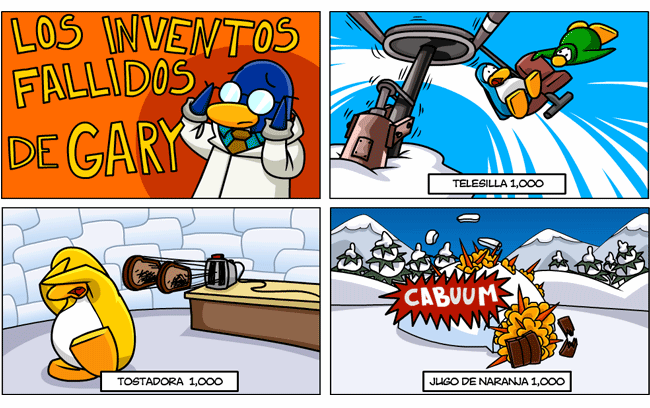 LOS INVENTOS
FALLIDOS
DE GARY
TELESILLA 1,000
TOSTADORA 1,000
CABUUM
JUGO DE NARANJA 1,000